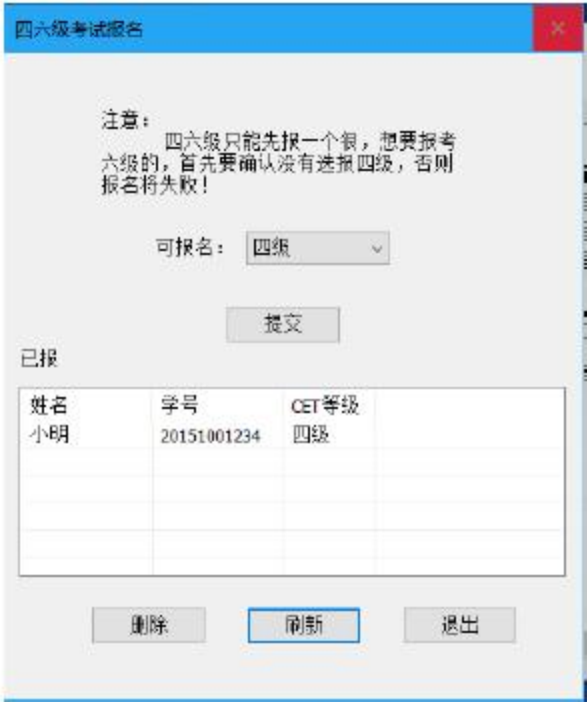 四六级考试报名
注意：
四六级只能先报一个很，想要报考
六级的，首先要确认没有选报四级，否则
报名将失败！
可报名： 四级
提交
已报
姓名 学号 CET等级
小明 20151001234 四级
删除 刷新 退出